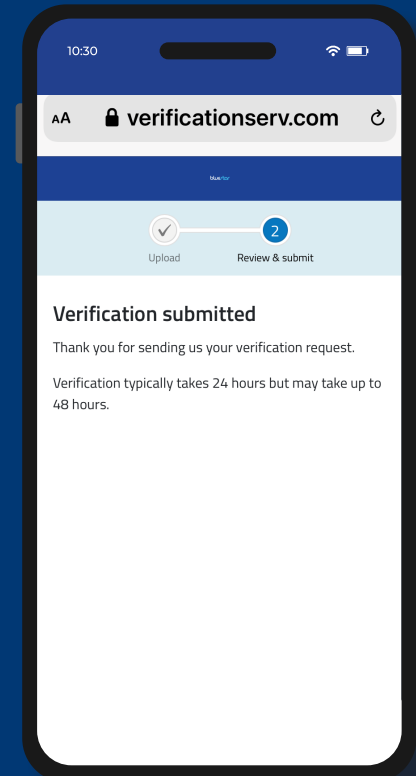 10:30
AA verificationserv.com
Upload
2
Review & submit
Verification submitted
Thank you for sending us your verification request.
Verification typically takes 24 hours but may take up to
48 hours.